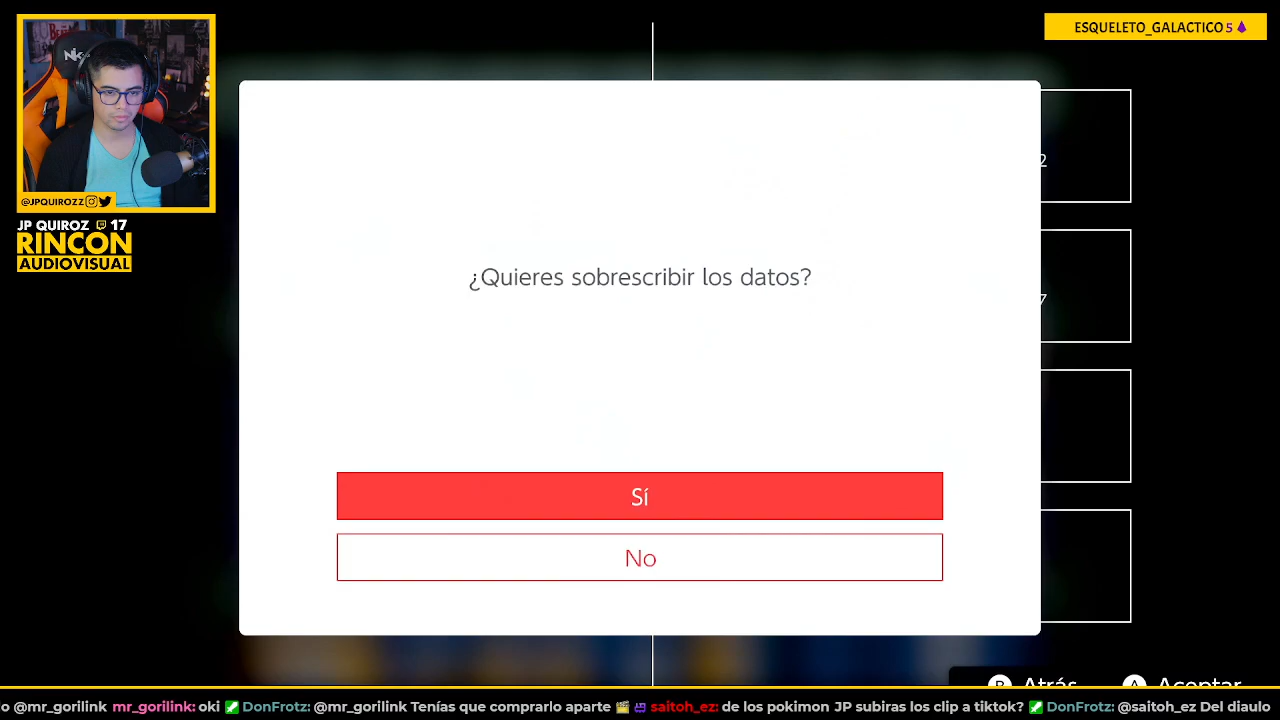 ESQUELETO_GALACTICO 5
@JPQUIROZZ
JP QUIROZ 17
RINCON
AUDIOVISUAL
2
7
¿Quieres sobrescribir los datos?
Sí
No
B Atrás A Aceptar
o @mr_gorilink mr_gorilink: oki DonFrotz: @mr_gorilink Tenías que comprarlo aparte saitoh_ez: de los pokimon JP subiras los clip a tiktok? DonFrotz: @saitoh_ez Del diaulo